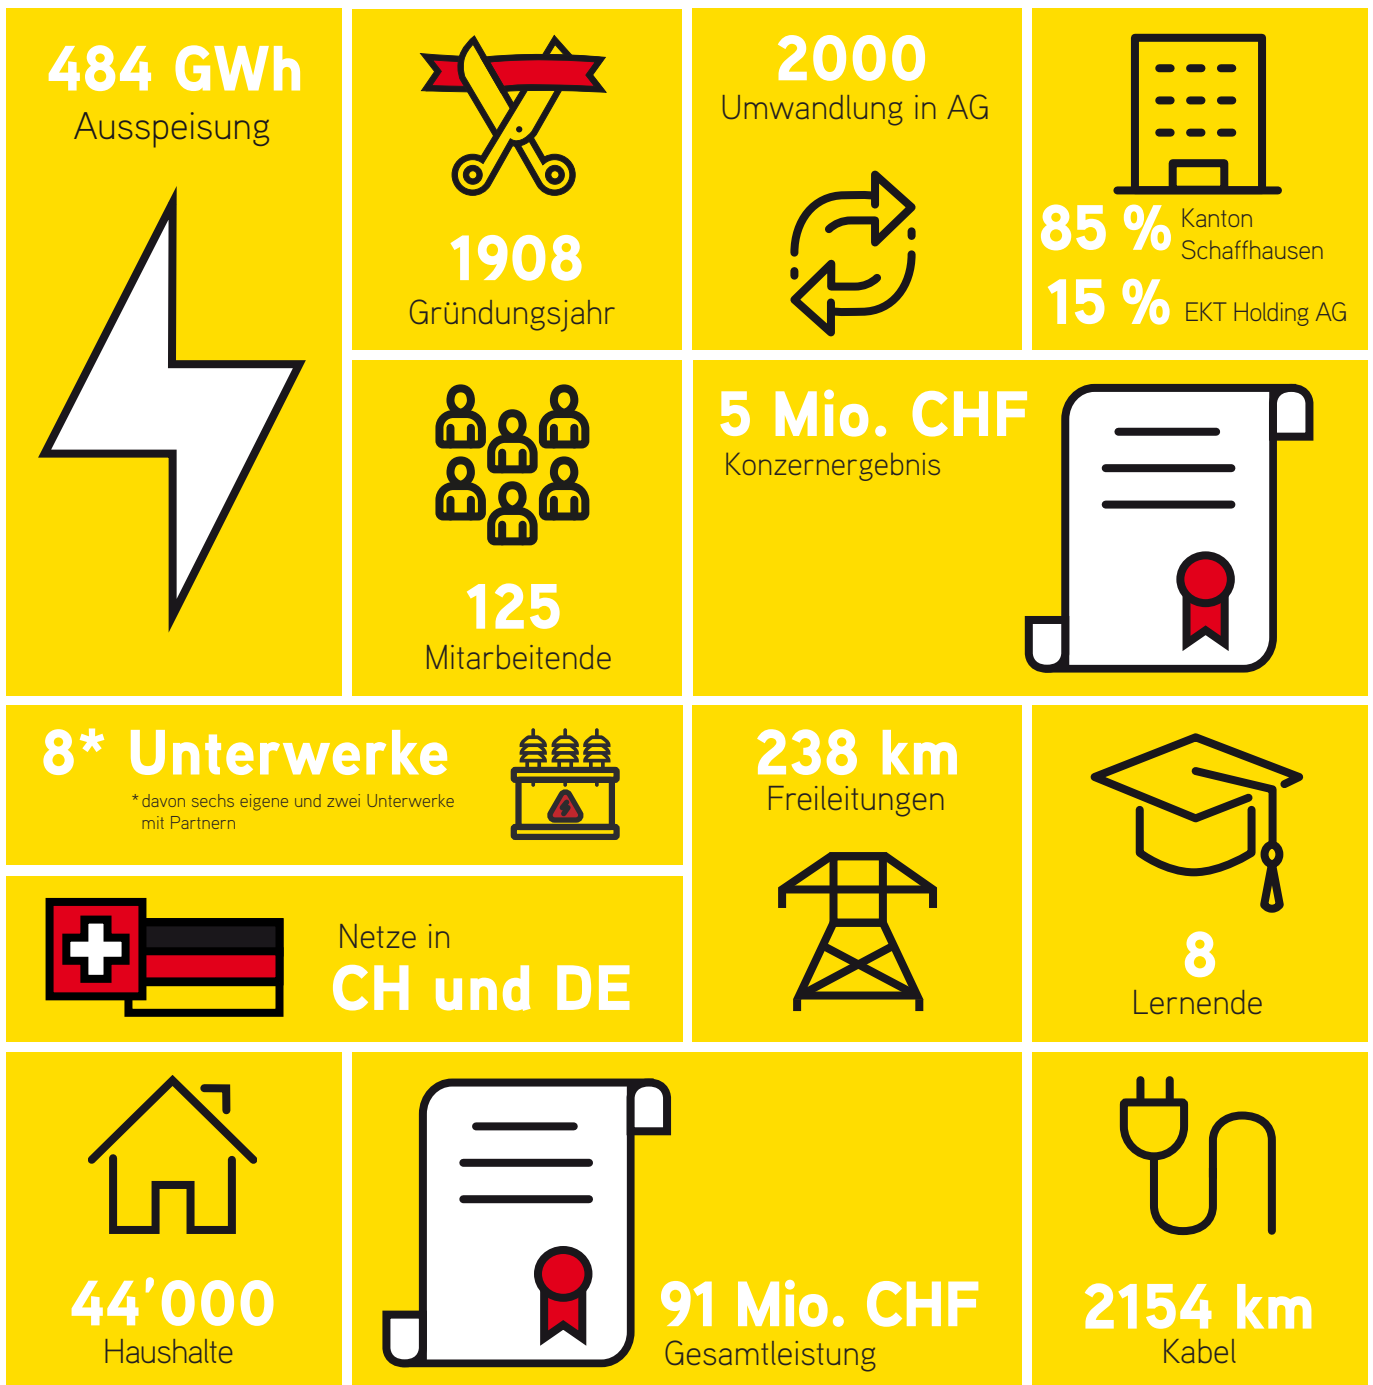 484 GWh
Ausspeisung
1908
Gründungsjahr
2000
Umwandlung in AG
85 % Kanton
Schaffhausen
15 % EKT Holding AG
125
Mitarbeitende
5 Mio. CHF
Konzernergebnis
8* Unterwerke
* davon sechs eigene und zwei Unterwerke
mit Partnern
Netze in
CH und DE
238 km
Freileitungen
8
Lernende
44’000
Haushalte
91 Mio. CHF
Gesamtleistung
2154 km
Kabel